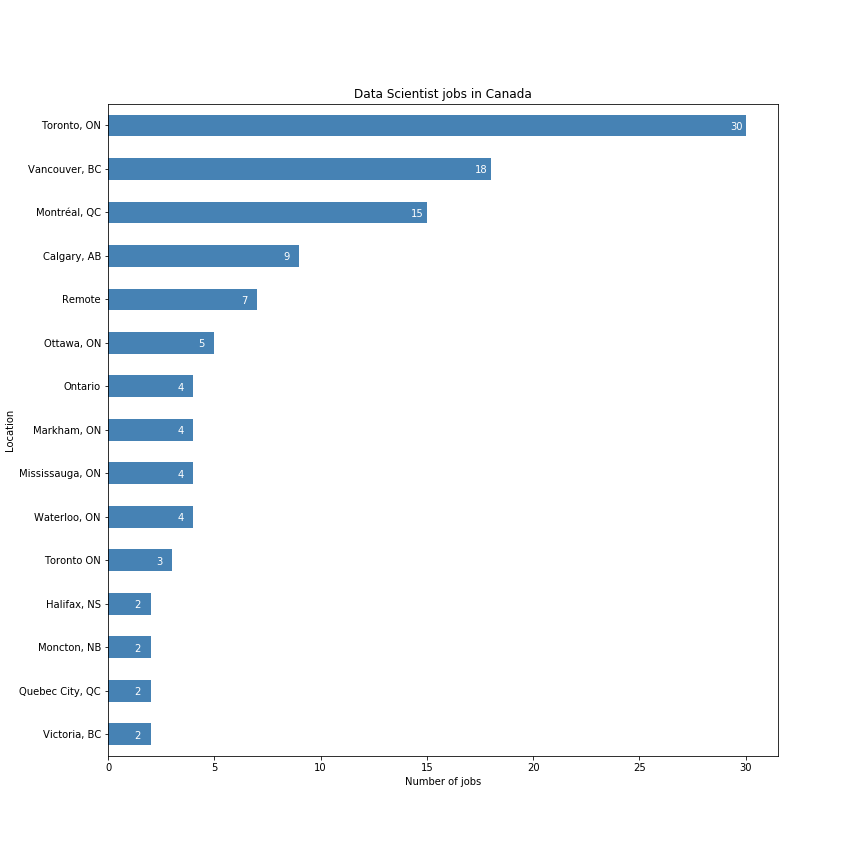 Data Scientist jobs in Canada
Toronto, ON 30
Vancouver, BC 18
Montréal, QC 15
Calgary, AB 9
Remote 7
Ottawa, ON 5
Ontario 4
Markham, ON 4
Mississauga, ON 4
Waterloo, ON 4
Toronto ON 3
Halifax, NS 2
Moncton, NB 2
Quebec City, QC 2
Victoria, BC 2
Location
0 5 10 15 20 25 30
Number of jobs